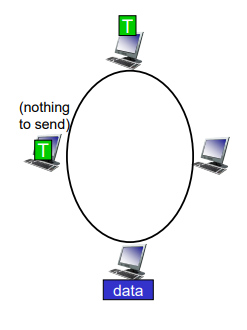 T
(nothing
to send)
T
data